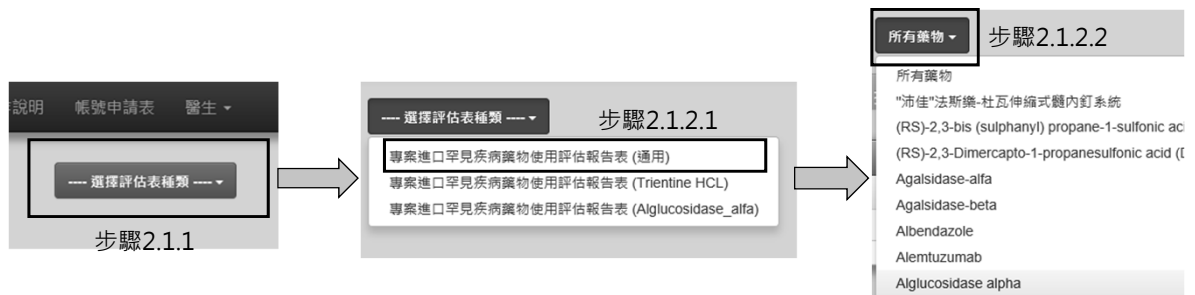 說明 帳號申請表 醫生
---- 選擇評估表種類 ----
步驟2.1.1
---- 選擇評估表種類 ----
步驟2.1.2.1
專案進口罕見疾病藥物使用評估報告表 (通用)
專案進口罕見疾病藥物使用評估報告表 (Trientine HCL)
專案進口罕見疾病藥物使用評估報告表 (Alglucosidase_alfa)
所有藥物
步驟2.1.2.2
所有藥物
"沛佳"法斯樂-杜瓦伸縮式髓內釘系統
(RS)-2,3-bis (sulphanyl) propane-1-sulfonic aci
(RS)-2,3-Dimercapto-1-propanesulfonic acid (D
Agalsidase-alfa
Agalsidase-beta
Albendazole
Alemtuzumab
Alglucosidase alpha